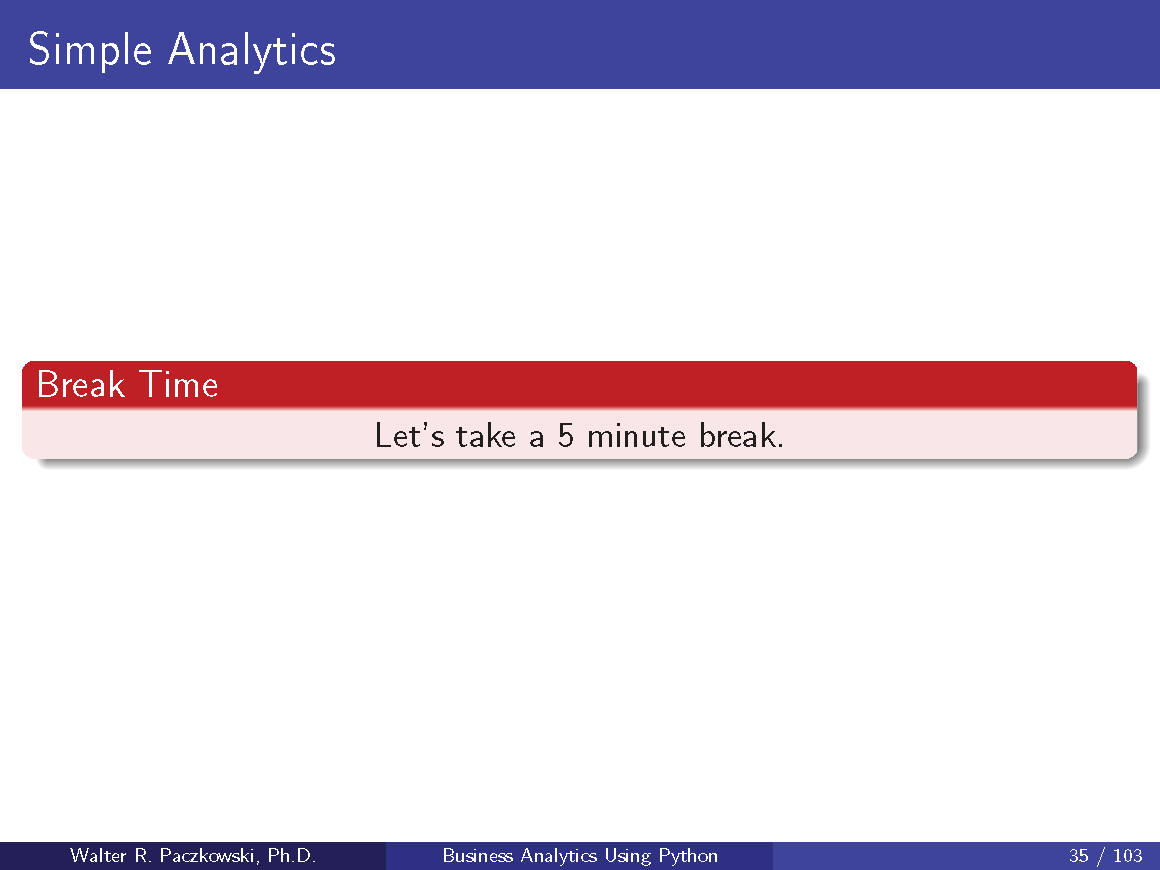 Simple Analytics
Break Time
Let's take a 5 minute break.
Walter R. Paczkowski, Ph.D.
Business Analytics Using Python
35 / 103